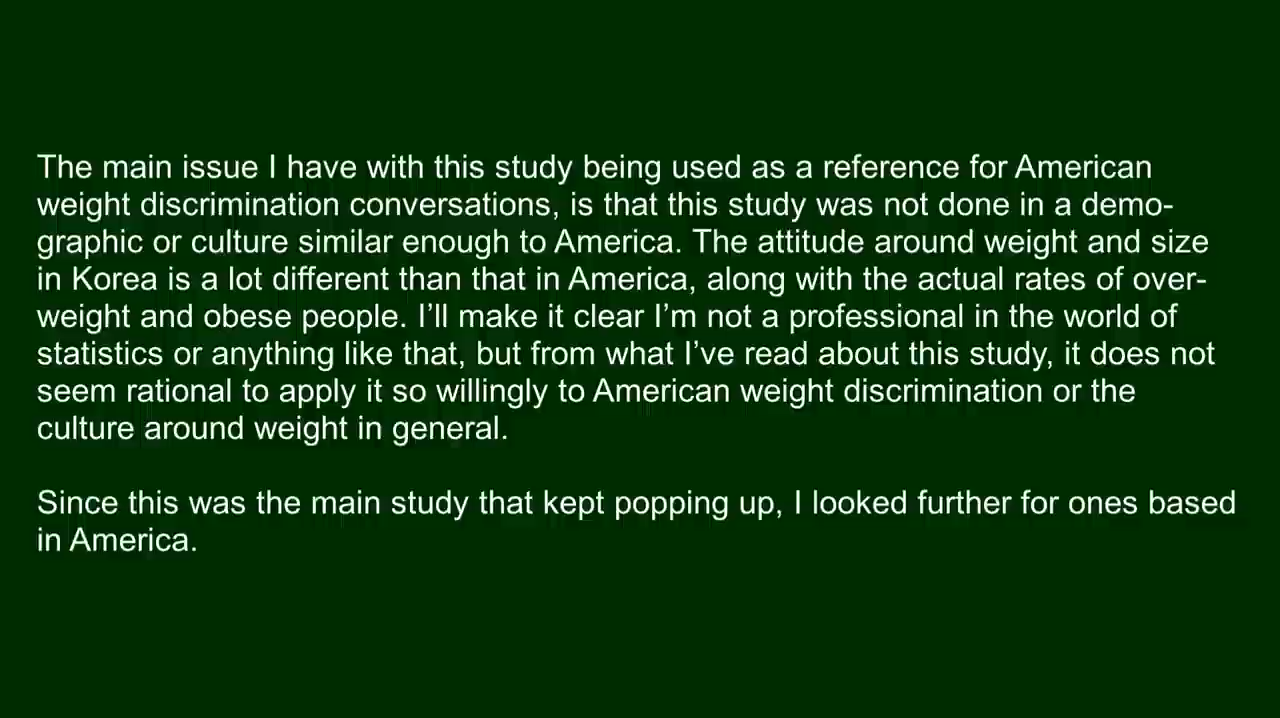 The main issue I have with this study being used as a reference for American
weight discrimination conversations, is that this study was not done in a demo-
graphic or culture similar enough to America. The attitude around weight and size
in Korea is a lot different than that in America, along with the actual rates of over-
weight and obese people. I’ll make it clear I’m not a professional in the world of
statistics or anything like that, but from what I’ve read about this study, it does not
seem rational to apply it so willingly to American weight discrimination or the
culture around weight in general.
Since this was the main study that kept popping up, I looked further for ones based
in America.